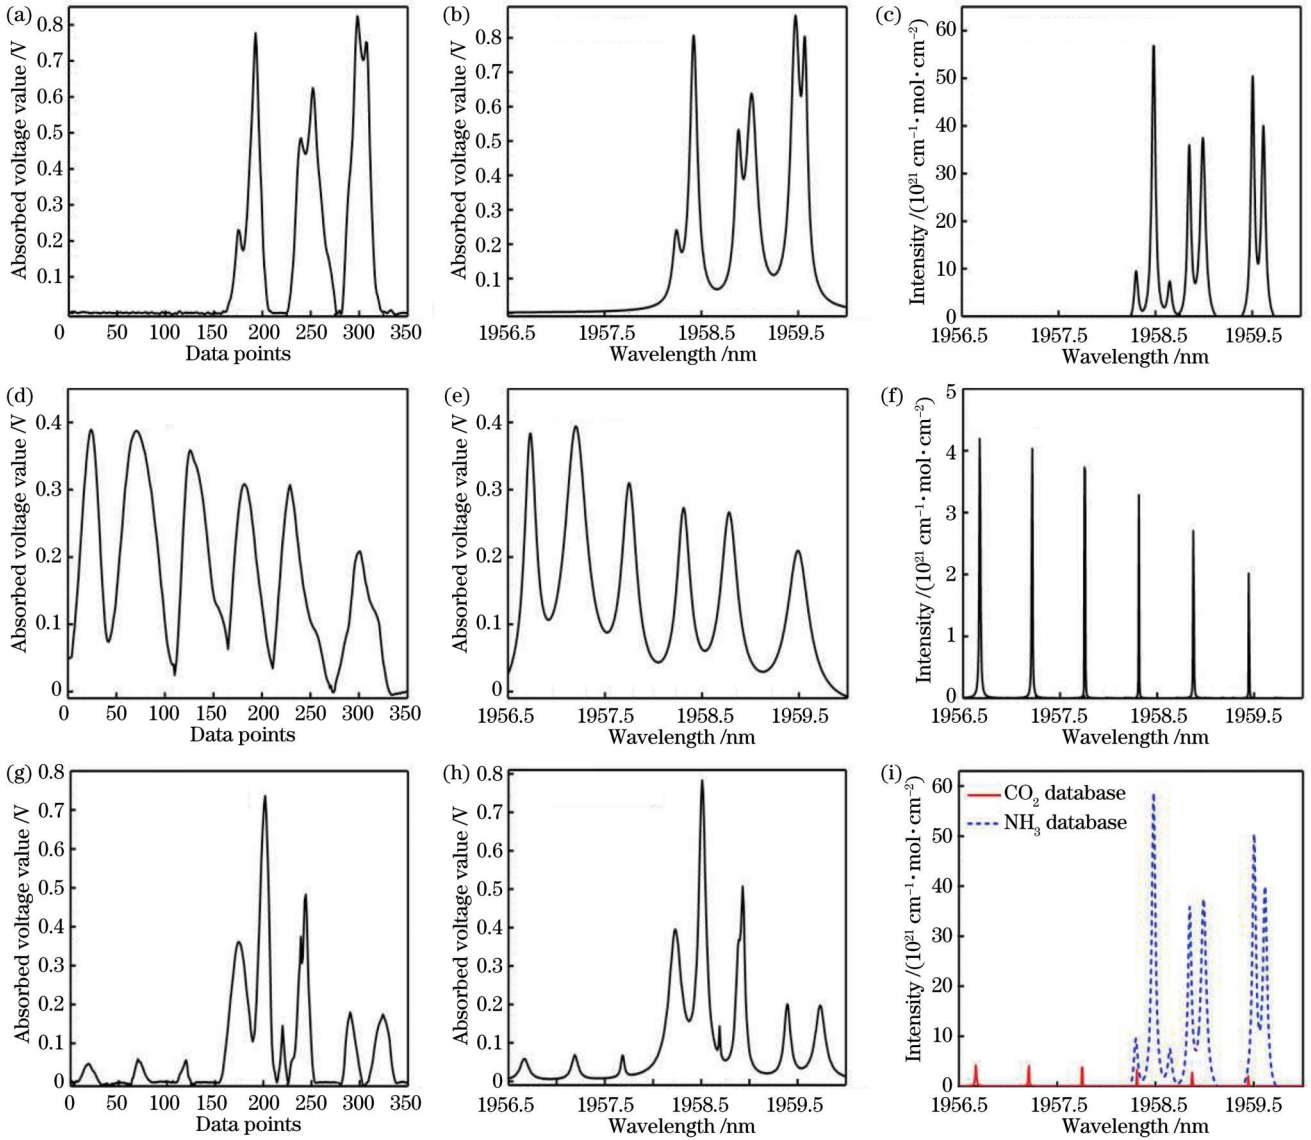 (a)
Absorbed voltage value /V
0.8
0.7
0.6
0.5
0.4
0.3
0.2
0.1
0 50 100 150 200 250 300 350
Data points
(b)
Absorbed voltage value /V
0.8
0.7
0.6
0.5
0.4
0.3
0.2
0.1
1956.5 1957.5 1958.5 1959.5
Wavelength /nm
(c)
Intensity /(10²¹ cm⁻¹·mol·cm⁻²)
60
50
40
30
20
10
0
1956.5 1957.5 1958.5 1959.5
Wavelength /nm
(d)
Absorbed voltage value /V
0.4
0.3
0.2
0.1
0
0 50 100 150 200 250 300 350
Data points
(e)
Absorbed voltage value /V
0.4
0.3
0.2
0.1
0
1956.5 1957.5 1958.5 1959.5
Wavelength /nm
(f)
Intensity /(10²¹ cm⁻¹·mol·cm⁻²)
5
4
3
2
1
0
1956.5 1957.5 1958.5 1959.5
Wavelength /nm
(g)
Absorbed voltage value /V
0.8
0.7
0.6
0.5
0.4
0.3
0.2
0.1
0
0 50 100 150 200 250 300 350
Data points
(h)
Absorbed voltage value /V
0.8
0.7
0.6
0.5
0.4
0.3
0.2
0.1
0
1956.5 1957.5 1958.5 1959.5
Wavelength /nm
(i)
Intensity /(10²¹ cm⁻¹·mol·cm⁻²)
60
50
40
30
20
10
0
CO₂ database
NH₃ database
1956.5 1957.5 1958.5 1959.5
Wavelength /nm